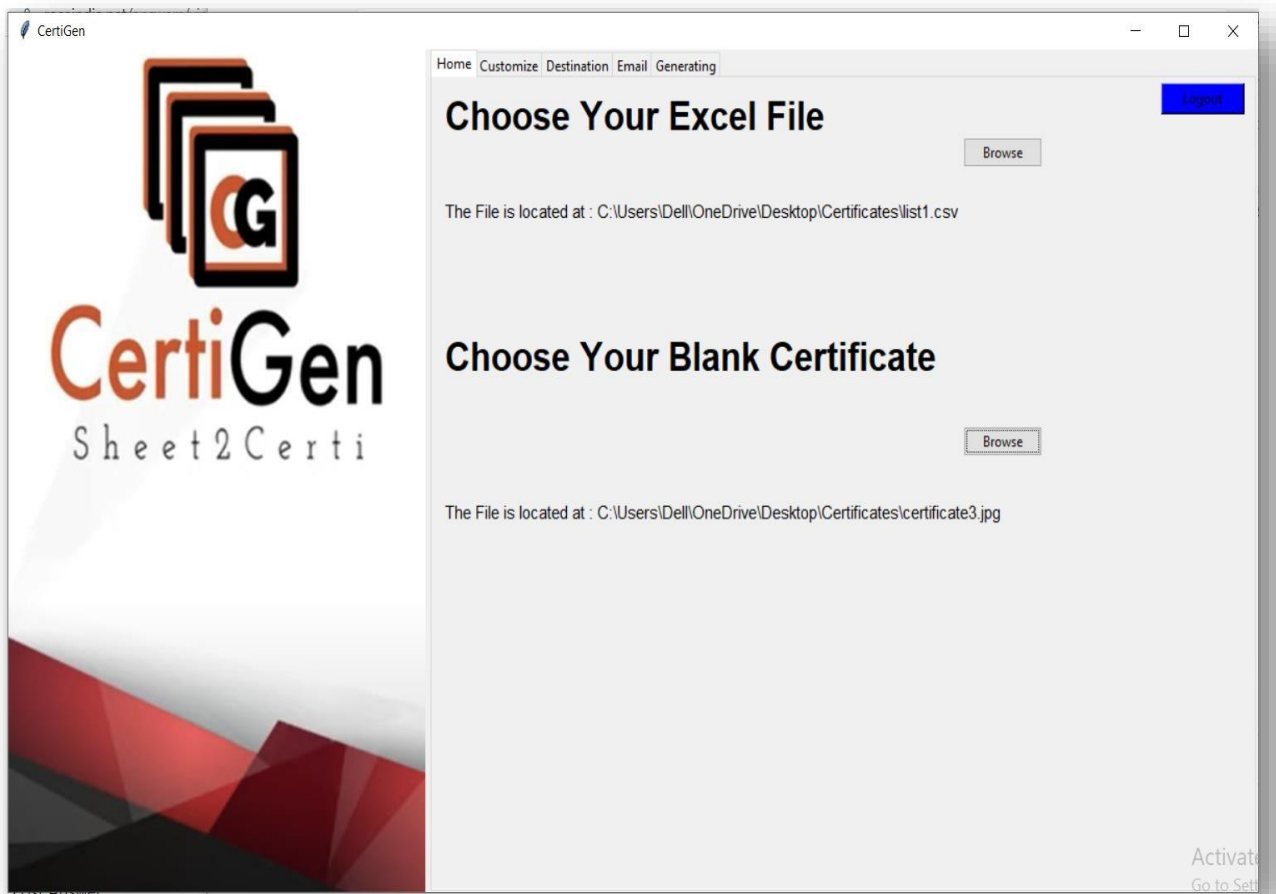 CertiGen
Home Customize Destination Email Generating
Logout
Choose Your Excel File
Browse
The File is located at : C:\Users\Dell\OneDrive\Desktop\Certificates\list1.csv
Choose Your Blank Certificate
Browse
The File is located at : C:\Users\Dell\OneDrive\Desktop\Certificates\certificate3.jpg
CG
CertiGen
Sheet2Certi
Activate
Go to Sett